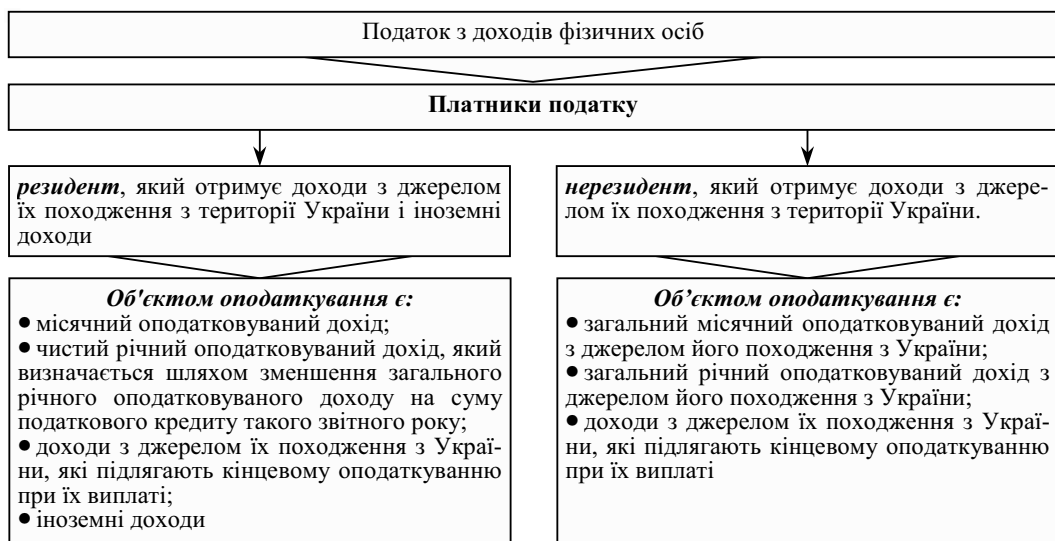 Податок з доходів фізичних осіб
Платники податку
резидент, який отримує доходи з джерелом
їх походження з території України і іноземні
доходи
нерезидент, який отримує доходи з джере-
лом їх походження з території України.
Об'єктом оподаткування є:
● місячний оподатковуваний дохід;
● чистий річний оподатковуваний дохід, який
визначається шляхом зменшення загального
річного оподатковуваного доходу на суму
податкового кредиту такого звітного року;
● доходи з джерелом їх походження з Украї-
ни, які підлягають кінцевому оподаткуванню
при їх виплаті;
● іноземні доходи
Об’єктом оподаткування є:
● загальний місячний оподатковуваний дохід
з джерелом його походження з України;
● загальний річний оподатковуваний дохід з
джерелом його походження з України;
● доходи з джерелом їх походження з Украї-
ни, які підлягають кінцевому оподаткуванню
при їх виплаті